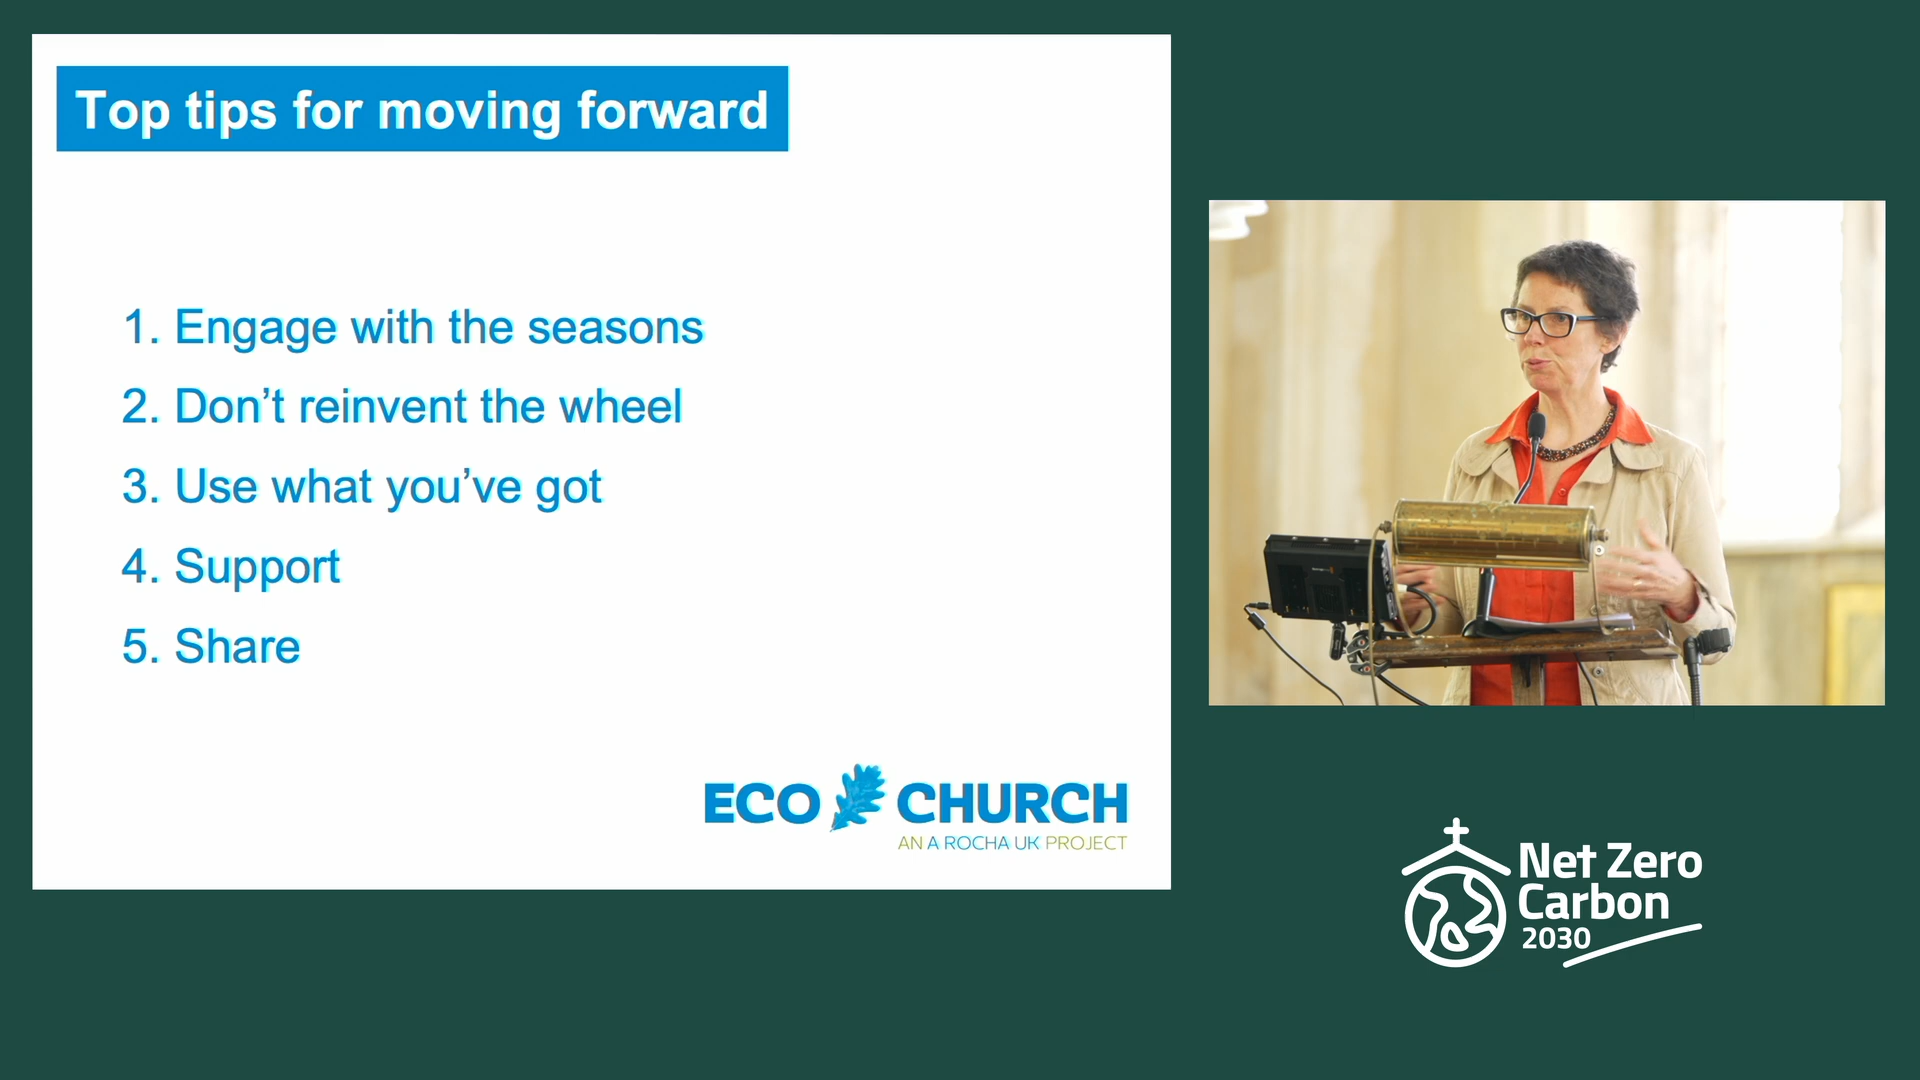 Top tips for moving forward
1. Engage with the seasons
2. Don’t reinvent the wheel
3. Use what you’ve got
4. Support
5. Share
ECO CHURCH
AN A ROCHA UK PROJECT
Net Zero
Carbon
2030